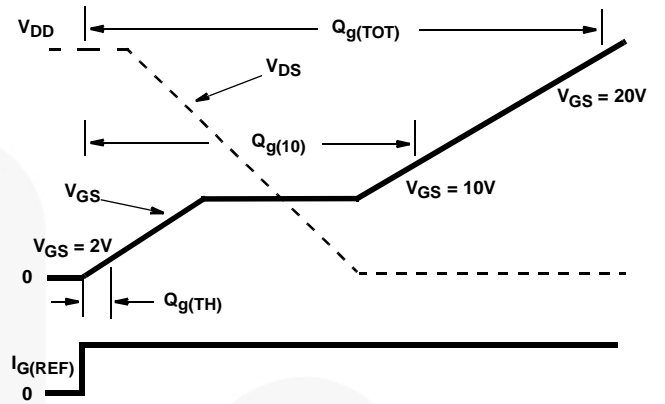 V_DD
Q_g(TOT)
V_DS
V_GS = 20V
Q_g(10)
V_GS
V_GS = 10V
V_GS = 2V
0
Q_g(TH)
I_G(REF)
0